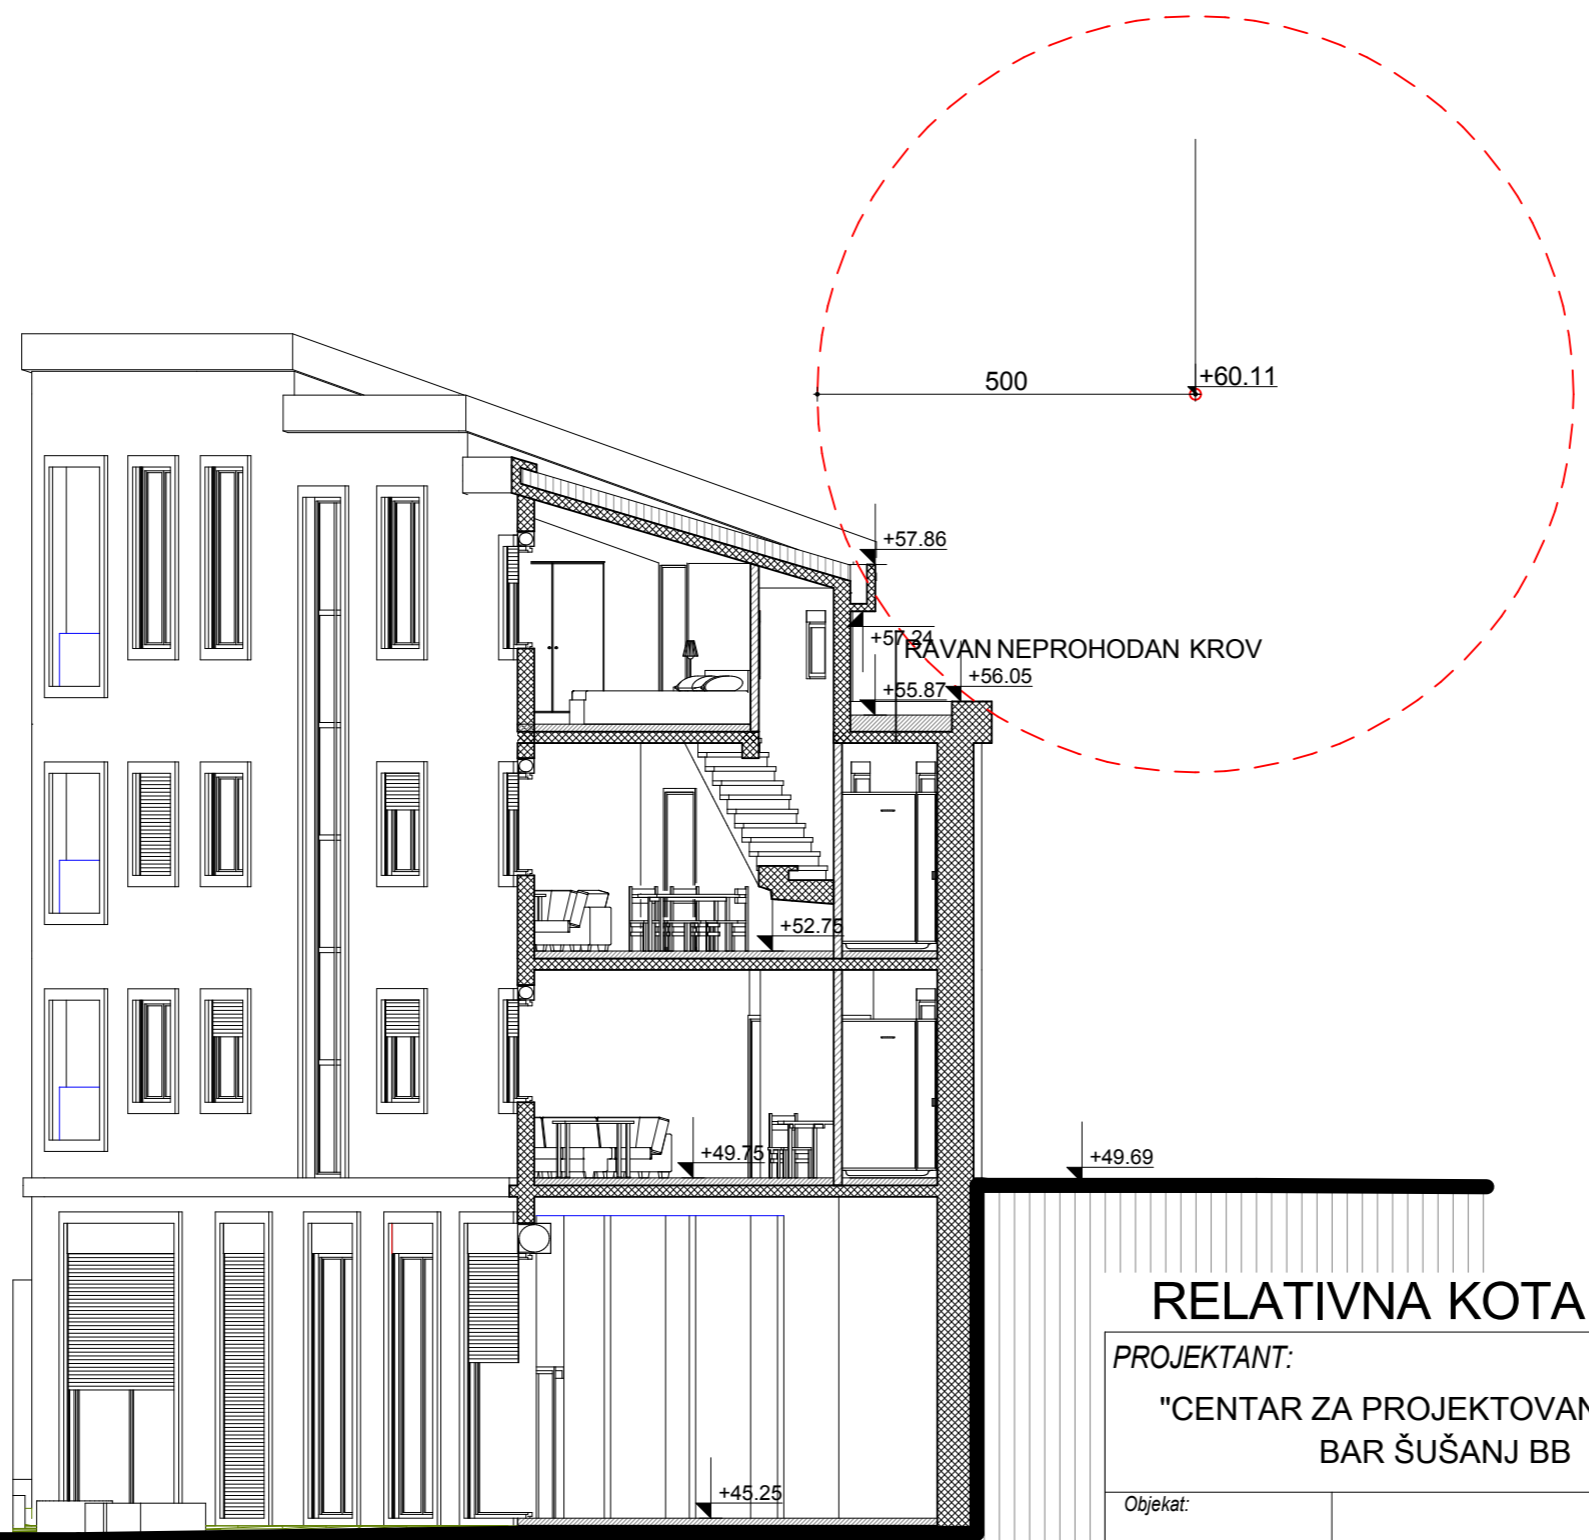 500
+60.11
+57.86
+57.24
RAVAN NEPROHODAN KROV
+56.05
+55.87
+52.75
+49.75
+49.69
RELATIVNA KOTA
PROJEKTANT:
"CENTAR ZA PROJEKTOVAN
BAR ŠUŠANJ BB
+45.25
Objekat: